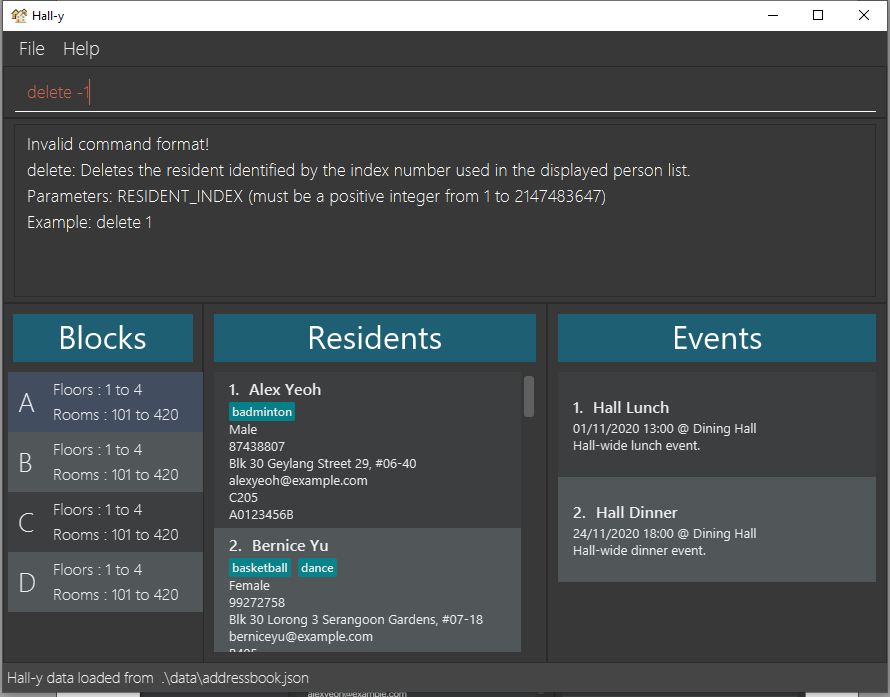 Hall-y
File Help
delete -1
Invalid command format!
delete: Deletes the resident identified by the index number used in the displayed person list.
Parameters: RESIDENT_INDEX (must be a positive integer from 1 to 2147483647)
Example: delete 1
Blocks
A
Floors : 1 to 4
Rooms : 101 to 420
B
Floors : 1 to 4
Rooms : 101 to 420
C
Floors : 1 to 4
Rooms : 101 to 420
D
Floors : 1 to 4
Rooms : 101 to 420
Residents
1. Alex Yeoh
badminton
Male
87438807
Blk 30 Geylang Street 29, #06-40
alexyeoh@example.com
C205
A0123456B
2. Bernice Yu
basketball dance
Female
99272758
Blk 30 Lorong 3 Serangoon Gardens, #07-18
berniceyu@example.com
Events
1. Hall Lunch
01/11/2020 13:00 @ Dining Hall
Hall-wide lunch event.
2. Hall Dinner
24/11/2020 18:00 @ Dining Hall
Hall-wide dinner event.
Hall-y data loaded from .\data\addressbook.json
alexyeoh@example.com